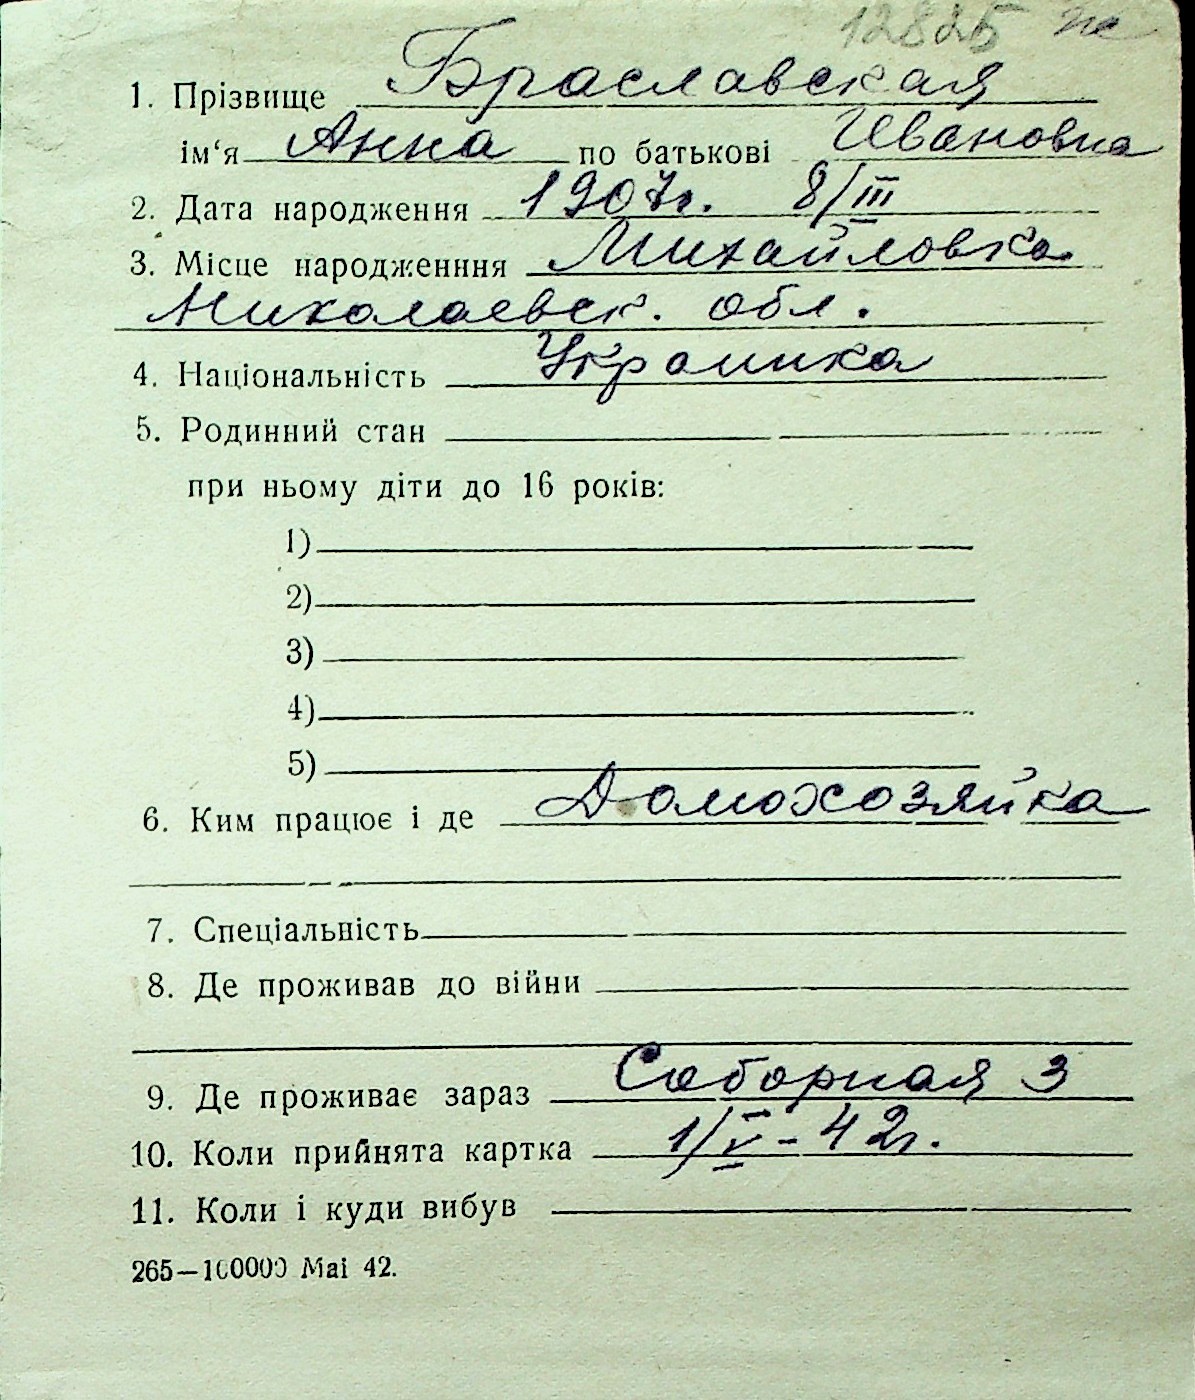 12825 ж
1. Прізвище Браславская
ім‘я Анна по батькові Ивановна
2. Дата народження 1907г. 8/III
3. Місце народженння Михайловка
Николаевск. обл.
4. Національність Украинка
5. Родинний стан
при ньому діти до 16 років:
1)
2)
3)
4)
5)
6. Ким працює і де Домохозяйка
7. Спеціальність
8. Де проживав до війни
9. Де проживає зараз Соборная 3
10. Коли прийнята картка 1/V-42г.
11. Коли і куди вибув
265—100000 Mai 42.